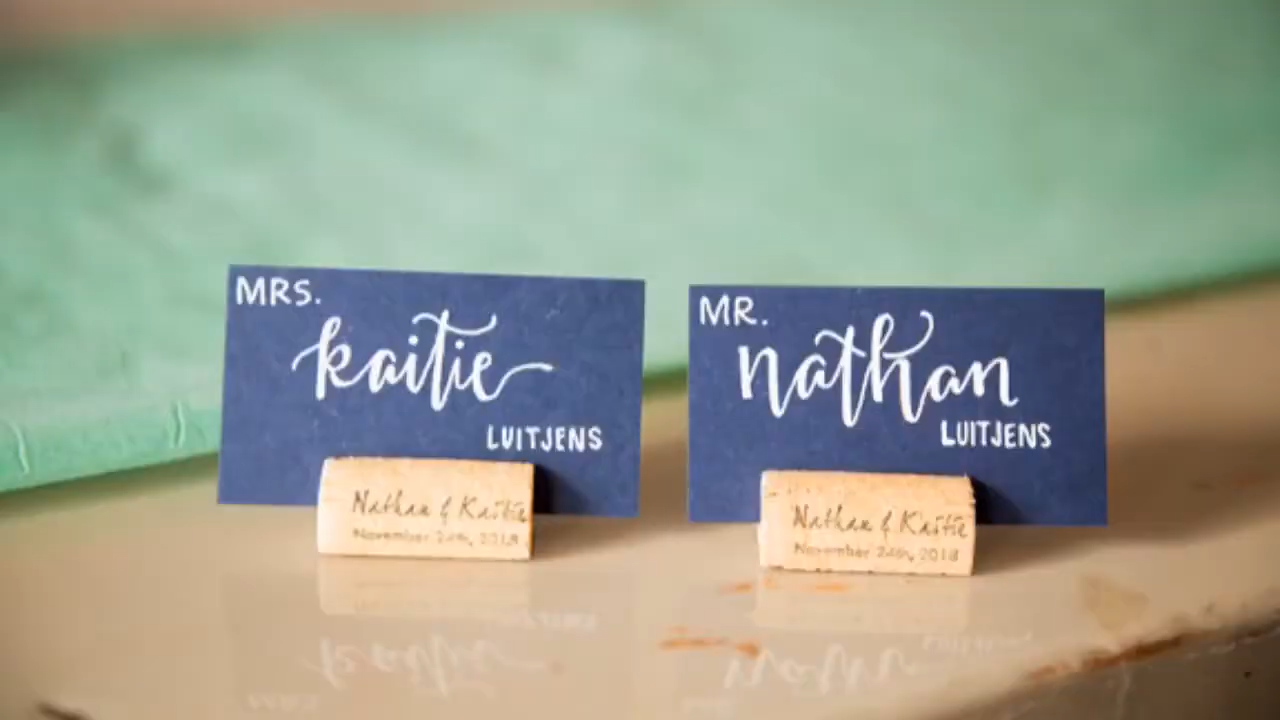 MRS.
kaitie
LUITJENS
Nathan & Kaitie
November 24th, 2018
MR.
nathan
LUITJENS
Nathan & Kaitie
November 24th, 2018